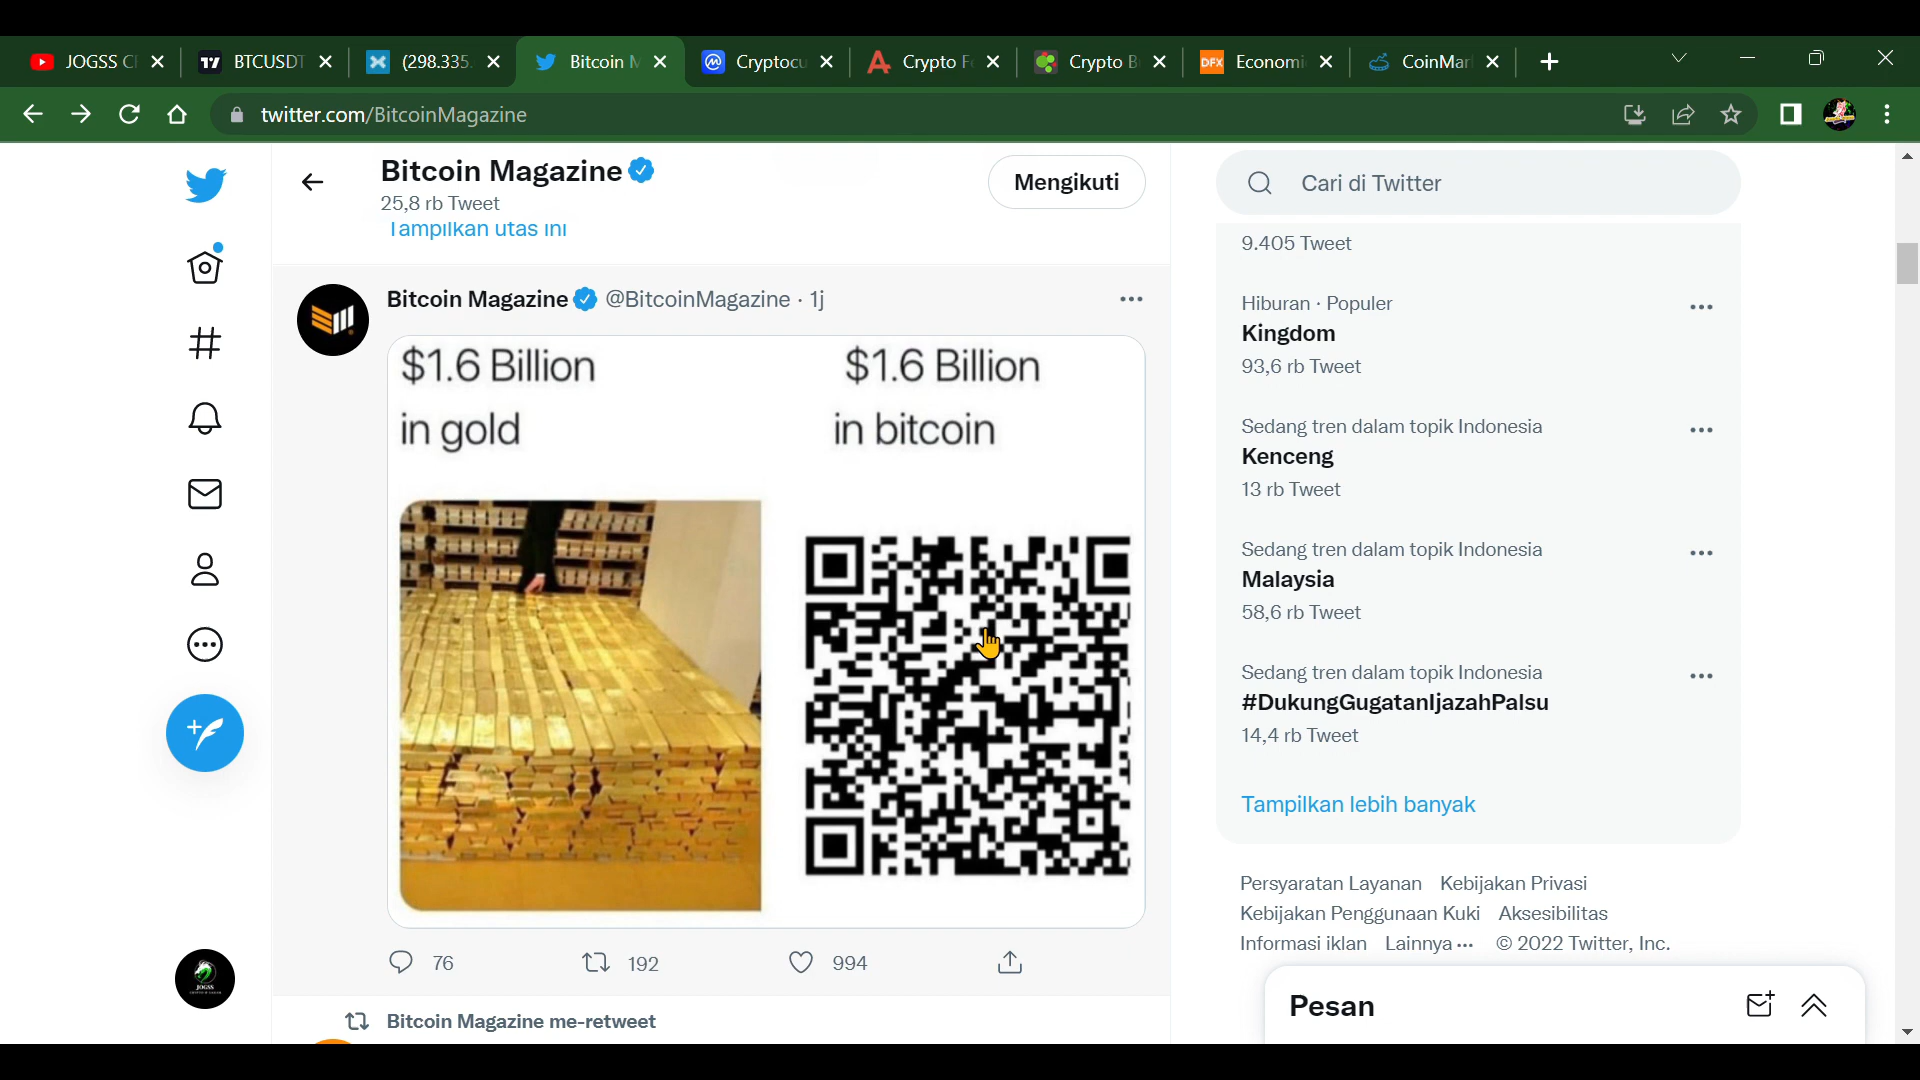 JOGSS C
BTCUSDT
(298.335.
Bitcoin M
Cryptocu
Crypto F
Crypto B
DFX
Economi
CoinMar
twitter.com/BitcoinMagazine
Bitcoin Magazine
25,8 rb Tweet
Mengikuti
Tampilkan utas ini
Bitcoin Magazine @BitcoinMagazine · 1j
$1.6 Billion
in gold
$1.6 Billion
in bitcoin
76
192
994
Bitcoin Magazine me-retweet
Cari di Twitter
9.405 Tweet
Hiburan · Populer
Kingdom
93,6 rb Tweet
Sedang tren dalam topik Indonesia
Kenceng
13 rb Tweet
Sedang tren dalam topik Indonesia
Malaysia
58,6 rb Tweet
Sedang tren dalam topik Indonesia
#DukungGugatanIjazahPalsu
14,4 rb Tweet
Tampilkan lebih banyak
Persyaratan Layanan Kebijakan Privasi
Kebijakan Penggunaan Kuki Aksesibilitas
Informasi iklan Lainnya ··· © 2022 Twitter, Inc.
Pesan
JOGSS